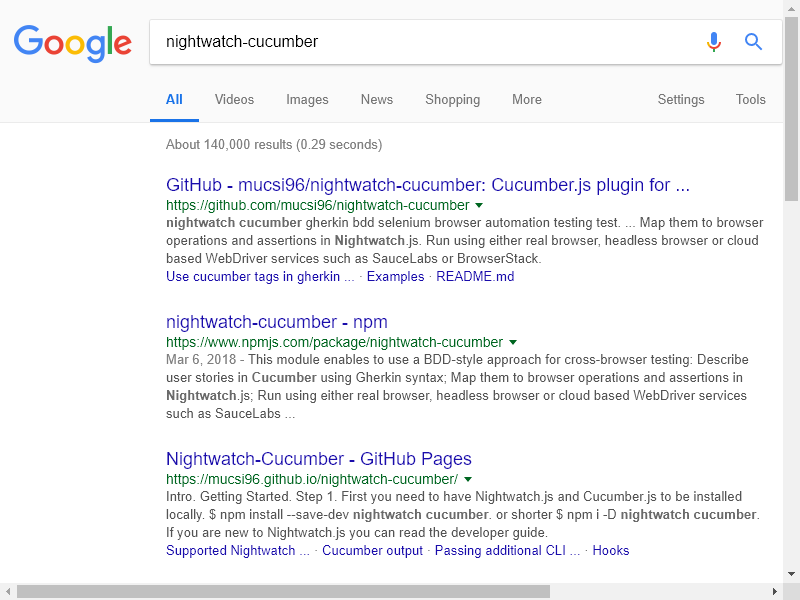 Google
nightwatch-cucumber
All Videos Images News Shopping More Settings Tools
About 140,000 results (0.29 seconds)
GitHub - mucsi96/nightwatch-cucumber: Cucumber.js plugin for ...
https://github.com/mucsi96/nightwatch-cucumber
nightwatch cucumber gherkin bdd selenium browser automation testing test. ... Map them to browser
operations and assertions in Nightwatch.js. Run using either real browser, headless browser or cloud
based WebDriver services such as SauceLabs or BrowserStack.
Use cucumber tags in gherkin ... · Examples · README.md
nightwatch-cucumber - npm
https://www.npmjs.com/package/nightwatch-cucumber
Mar 6, 2018 - This module enables to use a BDD-style approach for cross-browser testing: Describe
user stories in Cucumber using Gherkin syntax; Map them to browser operations and assertions in
Nightwatch.js; Run using either real browser, headless browser or cloud based WebDriver services
such as SauceLabs ...
Nightwatch-Cucumber - GitHub Pages
https://mucsi96.github.io/nightwatch-cucumber/
Intro. Getting Started. Step 1. First you need to have Nightwatch.js and Cucumber.js to be installed
locally. $ npm install --save-dev nightwatch cucumber. or shorter $ npm i -D nightwatch cucumber.
If you are new to Nightwatch.js you can read the developer guide.
Supported Nightwatch ... · Cucumber output · Passing additional CLI ... · Hooks